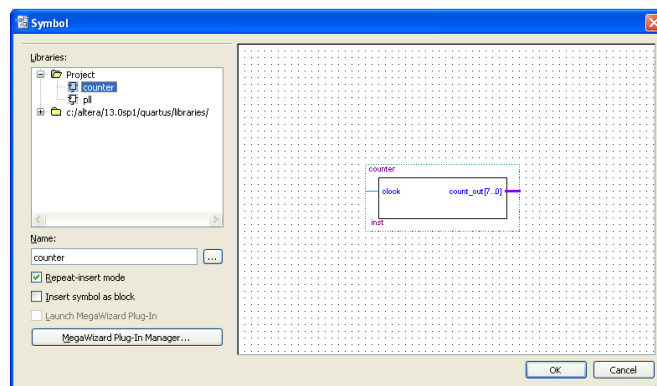 Symbol
Libraries:
Project
counter
pll
c:/altera/13.0sp1/quartus/libraries/
Name:
counter
...
Repeat-insert mode
Insert symbol as block
Launch MegaWizard Plug-In
MegaWizard Plug-In Manager...
counter
clock count_out[7..0]
inst
OK Cancel